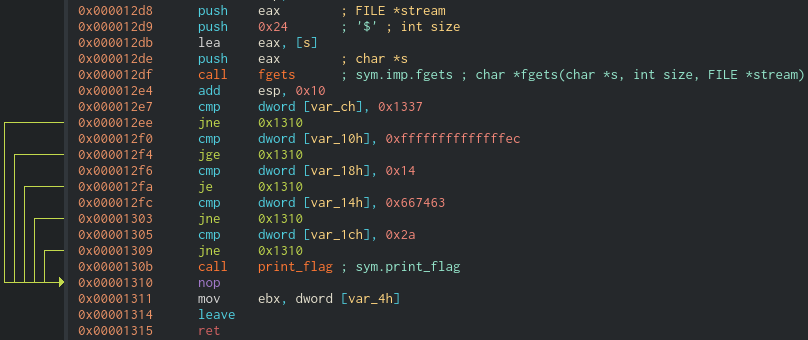 0x000012d8 push eax ; FILE *stream
0x000012d9 push 0x24 ; '$' ; int size
0x000012db lea eax, [s]
0x000012de push eax ; char *s
0x000012df call fgets ; sym.imp.fgets ; char *fgets(char *s, int size, FILE *stream)
0x000012e4 add esp, 0x10
0x000012e7 cmp dword [var_ch], 0x1337
0x000012ee jne 0x1310
0x000012f0 cmp dword [var_10h], 0xffffffffffffffec
0x000012f4 jge 0x1310
0x000012f6 cmp dword [var_18h], 0x14
0x000012fa je 0x1310
0x000012fc cmp dword [var_14h], 0x667463
0x00001303 jne 0x1310
0x00001305 cmp dword [var_1ch], 0x2a
0x00001309 jne 0x1310
0x0000130b call print_flag ; sym.print_flag
0x00001310 nop
0x00001311 mov ebx, dword [var_4h]
0x00001314 leave
0x00001315 ret